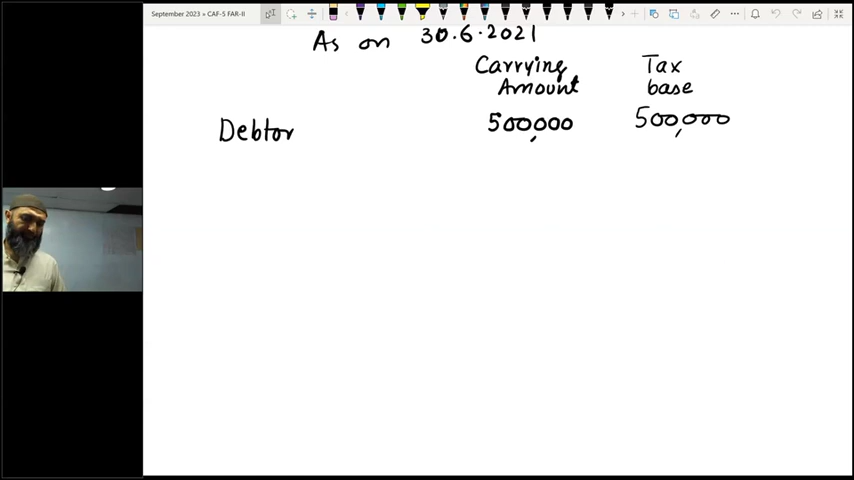 September 2023 » CAF-5 FAR-II
As on 30.6.2021
Carrying Tax
Amount base
Debtor 500,000 500,000